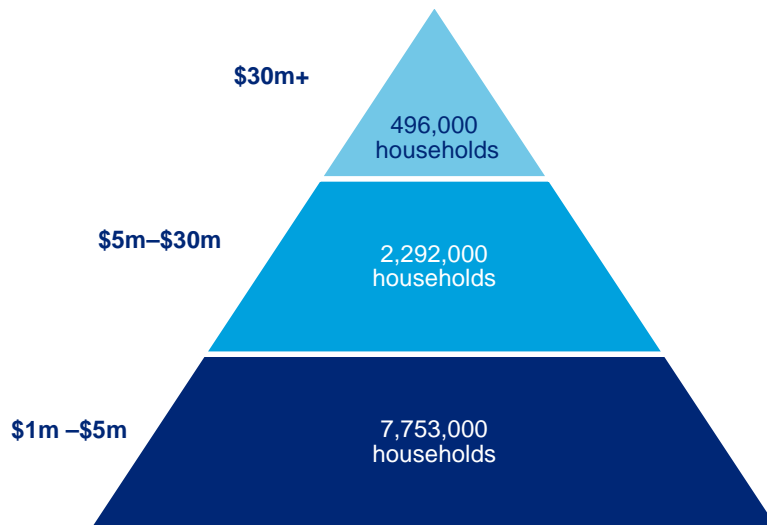 $30m+
496,000
households
$5m–$30m
2,292,000
households
$1m –$5m
7,753,000
households